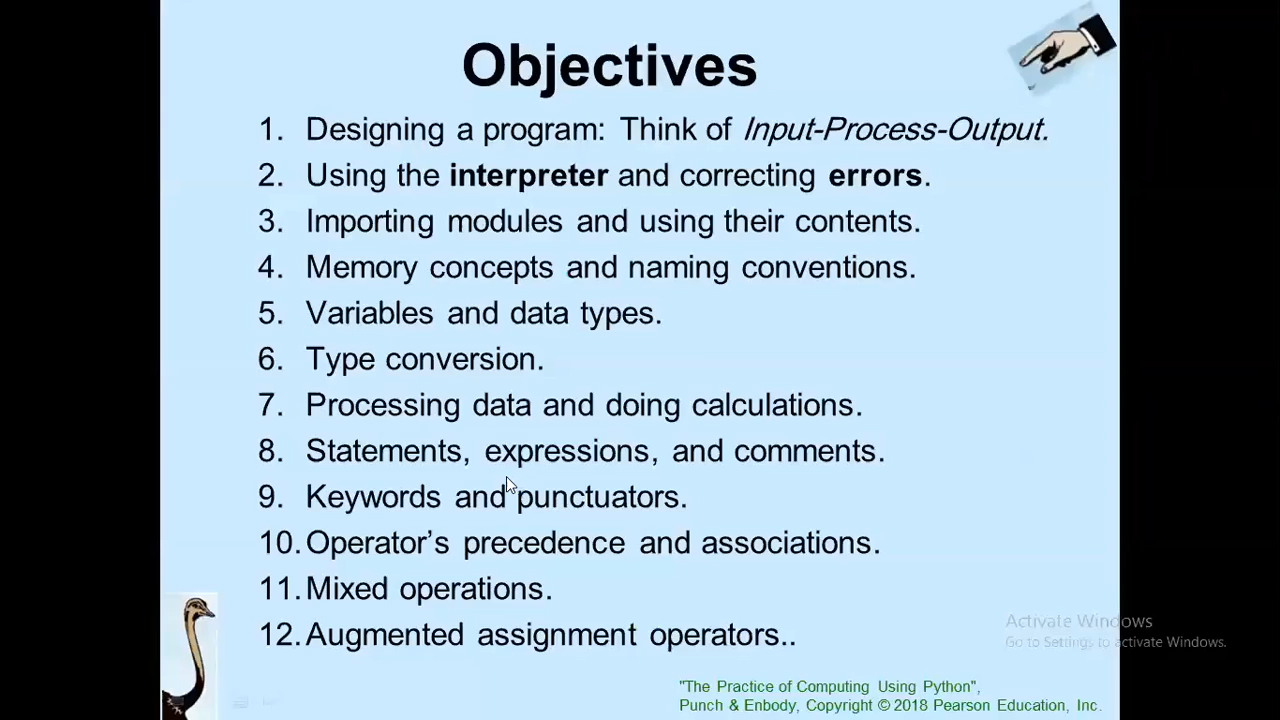 Objectives
1. Designing a program: Think of Input-Process-Output.
2. Using the interpreter and correcting errors.
3. Importing modules and using their contents.
4. Memory concepts and naming conventions.
5. Variables and data types.
6. Type conversion.
7. Processing data and doing calculations.
8. Statements, expressions, and comments.
9. Keywords and punctuators.
10. Operator’s precedence and associations.
11. Mixed operations.
12. Augmented assignment operators..
Activate Windows
Go to Settings to activate Windows.
"The Practice of Computing Using Python",
Punch & Enbody, Copyright © 2018 Pearson Education, Inc.